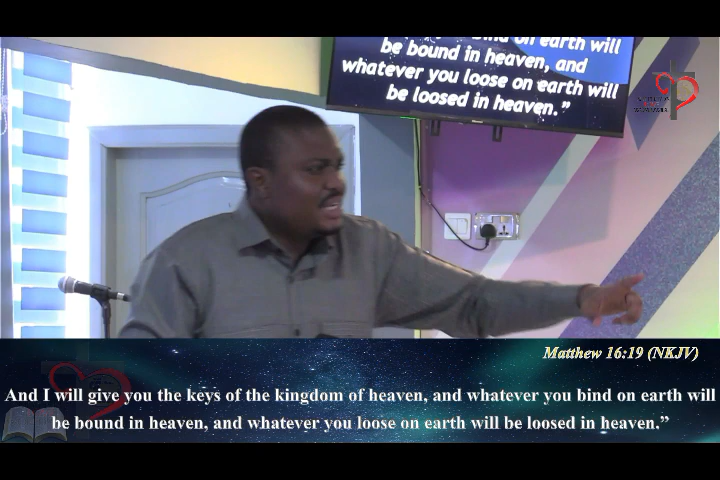 bind on earth will
be bound in heaven, and
whatever you loose on earth will
be loosed in heaven.”
Matthew 16:19 (NKJV)
And I will give you the keys of the kingdom of heaven, and whatever you bind on earth will
be bound in heaven, and whatever you loose on earth will be loosed in heaven.”